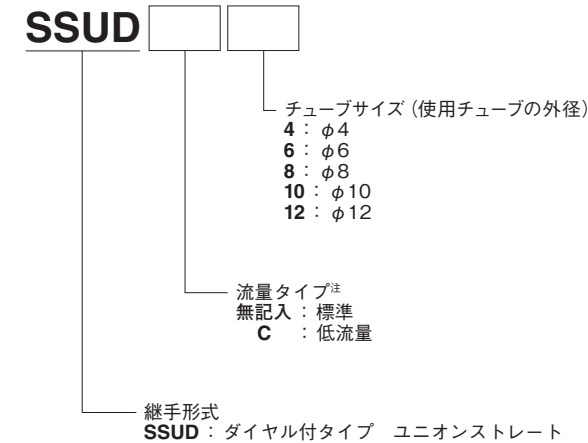 SSUD
チューブサイズ(使用チューブの外径)
4：φ4
6：φ6
8：φ8
10：φ10
12：φ12
流量タイプ注
無記入：標準
C：低流量
継手形式
SSUD：ダイヤル付タイプ　ユニオンストレート